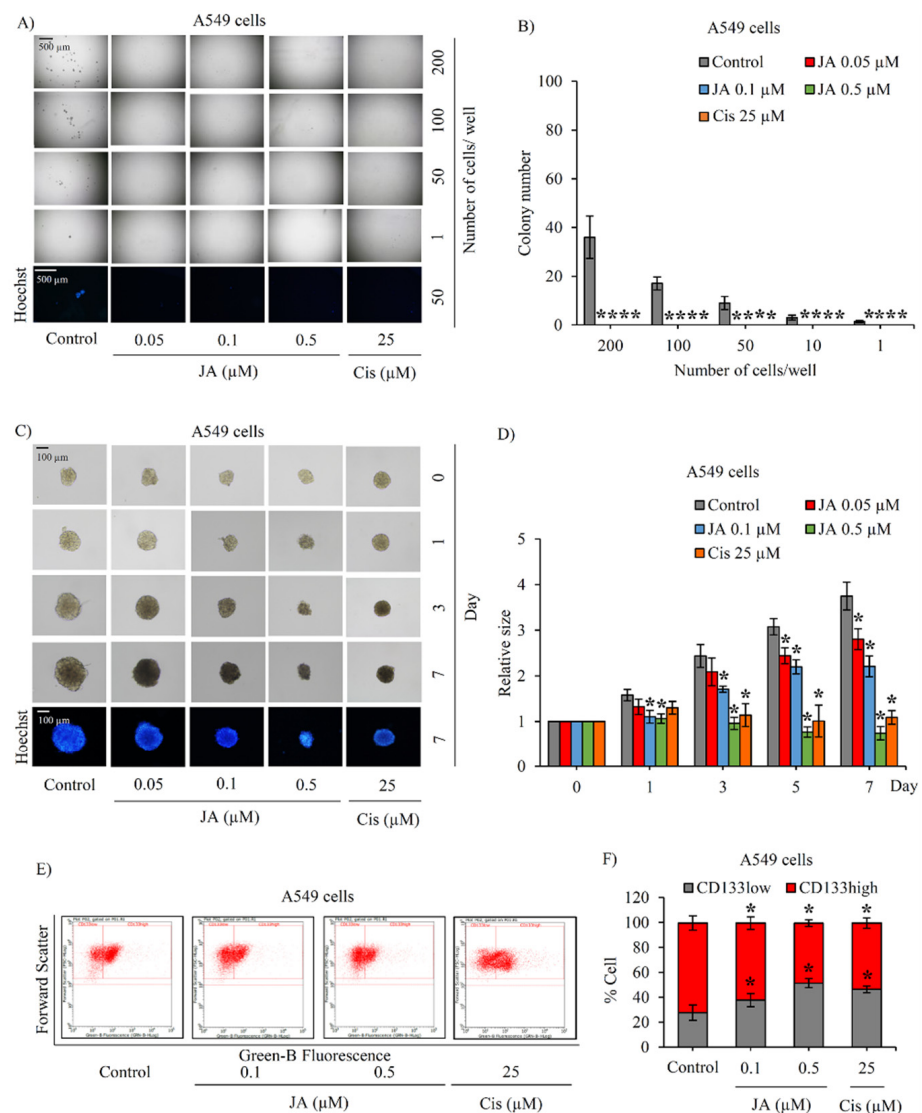 A)
A549 cells
500 µm
200
100
50
1
Number of cells/ well
Hoechst
500 µm
50
Control
0.05
0.1
0.5
25
JA (µM)
Cis (µM)
B)
A549 cells
Control
JA 0.05 µM
JA 0.1 µM
JA 0.5 µM
Cis 25 µM
Colony number
100
80
60
40
20
0
**** **** **** **** ****
200 100 50 10 1
Number of cells/well
C)
A549 cells
100 µm
0
1
3
7
Day
Hoechst
100 µm
7
Control
0.05
0.1
0.5
25
JA (µM)
Cis (µM)
D)
A549 cells
Control
JA 0.05 µM
JA 0.1 µM
JA 0.5 µM
Cis 25 µM
Relative size
5
4
3
2
1
0
* * * * * * * * * * * * *
0 1 3 5 7 Day
E)
A549 cells
Forward Scatter
Green-B Fluorescence
Control
0.1
0.5
25
JA (µM)
Cis (µM)
F)
A549 cells
CD133low
CD133high
% Cell
120
100
80
60
40
20
0
* * *
* * *
Control
0.1
0.5
25
JA (µM)
Cis (µM)